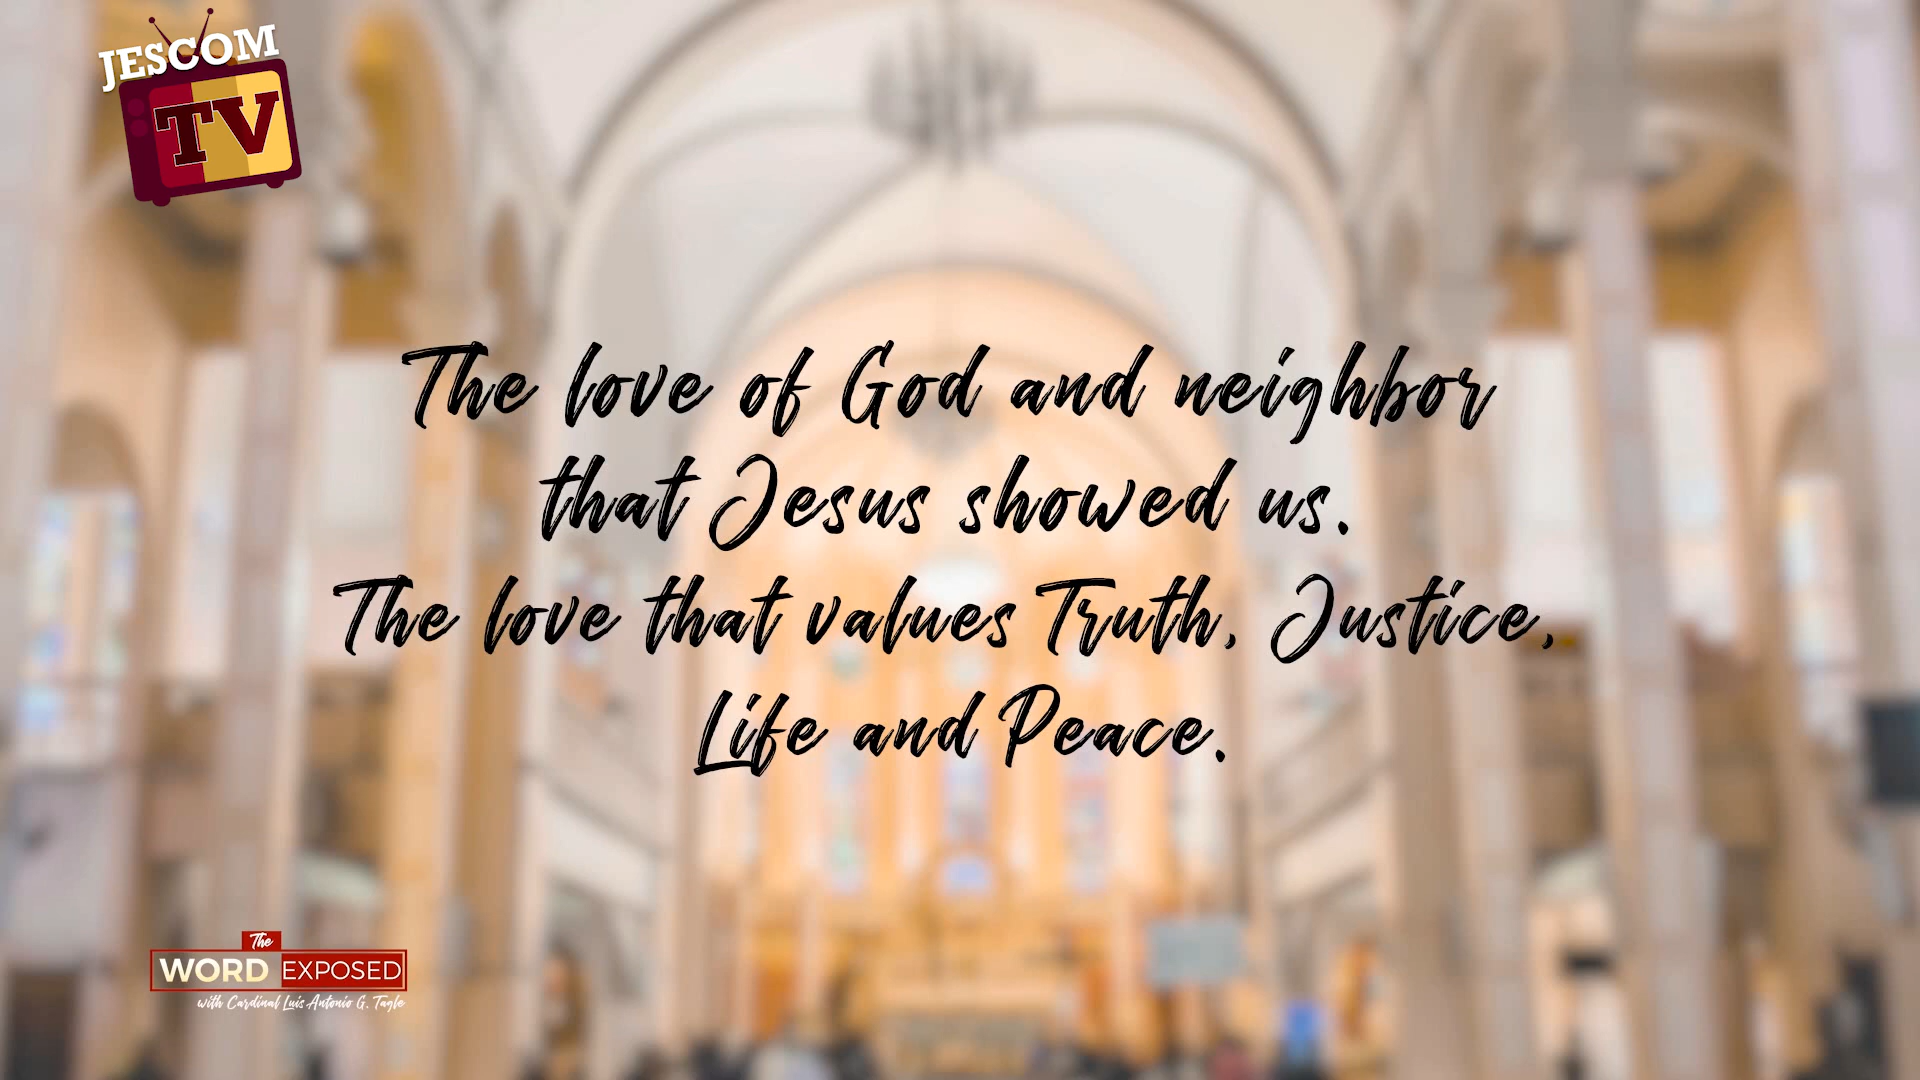 JESCOM
TV
The love of God and neighbor
that Jesus showed us.
The love that values Truth, Justice,
Life and Peace.
The
WORD EXPOSED
with Cardinal Luis Antonio G. Tagle